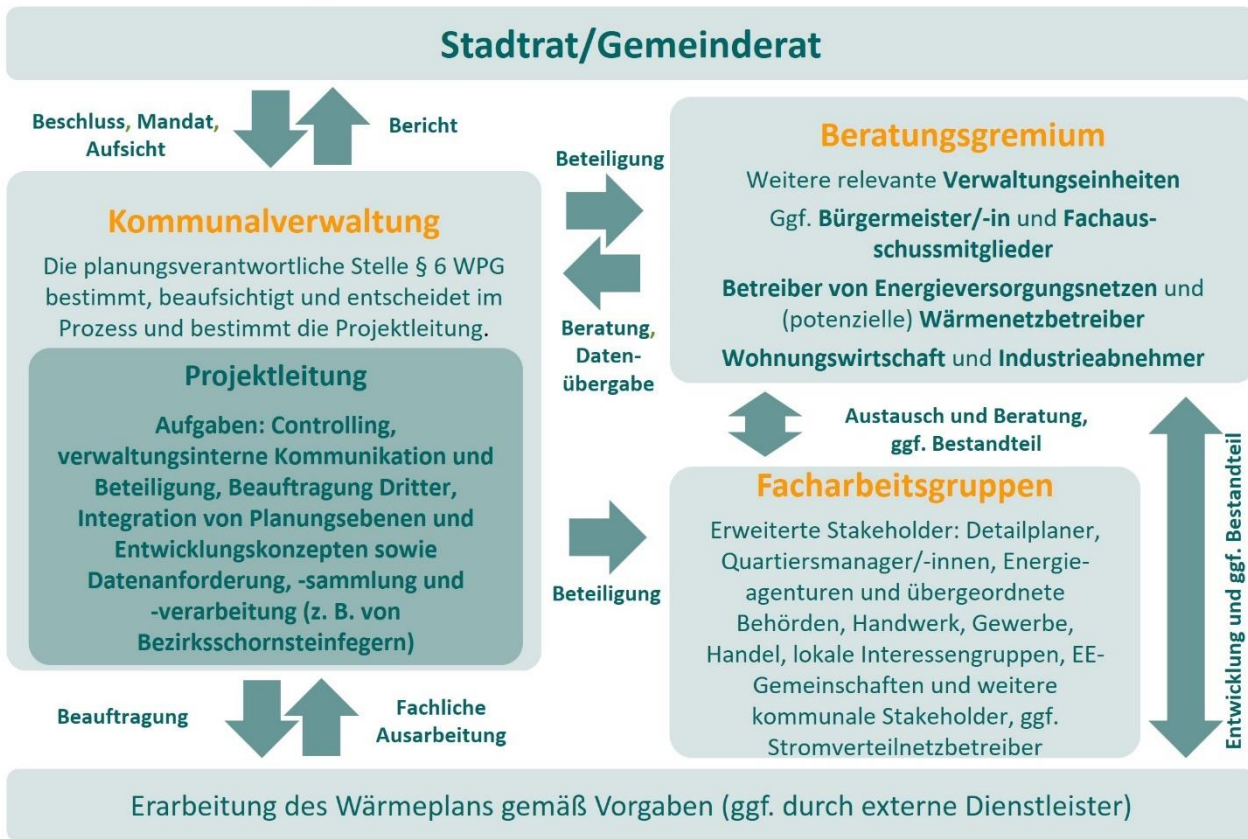 Stadtrat/Gemeinderat
Beschluss, Mandat,
Aufsicht
Bericht
Kommunalverwaltung
Die planungsverantwortliche Stelle § 6 WPG
bestimmt, beaufsichtigt und entscheidet im
Prozess und bestimmt die Projektleitung.
Projektleitung
Aufgaben: Controlling,
verwaltungsinterne Kommunikation und
Beteiligung, Beauftragung Dritter,
Integration von Planungsebenen und
Entwicklungskonzepten sowie
Datenanforderung, -sammlung und
-verarbeitung (z. B. von
Bezirksschornsteinfegern)
Beteiligung
Beratung,
Daten-
übergabe
Beratungsgremium
Weitere relevante Verwaltungseinheiten
Ggf. Bürgermeister/-in und Fachaus-
schussmitglieder
Betreiber von Energieversorgungsnetzen und
(potenzielle) Wärmenetzbetreiber
Wohnungswirtschaft und Industrieabnehmer
Austausch und Beratung,
ggf. Bestandteil
Beteiligung
Facharbeitsgruppen
Erweiterte Stakeholder: Detailplaner,
Quartiersmanager/-innen, Energie-
agenturen und übergeordnete
Behörden, Handwerk, Gewerbe,
Handel, lokale Interessengruppen, EE-
Gemeinschaften und weitere
kommunale Stakeholder, ggf.
Stromverteilnetzbetreiber
Entwicklung und ggf. Bestandteil
Beauftragung
Fachliche
Ausarbeitung
Erarbeitung des Wärmeplans gemäß Vorgaben (ggf. durch externe Dienstleister)